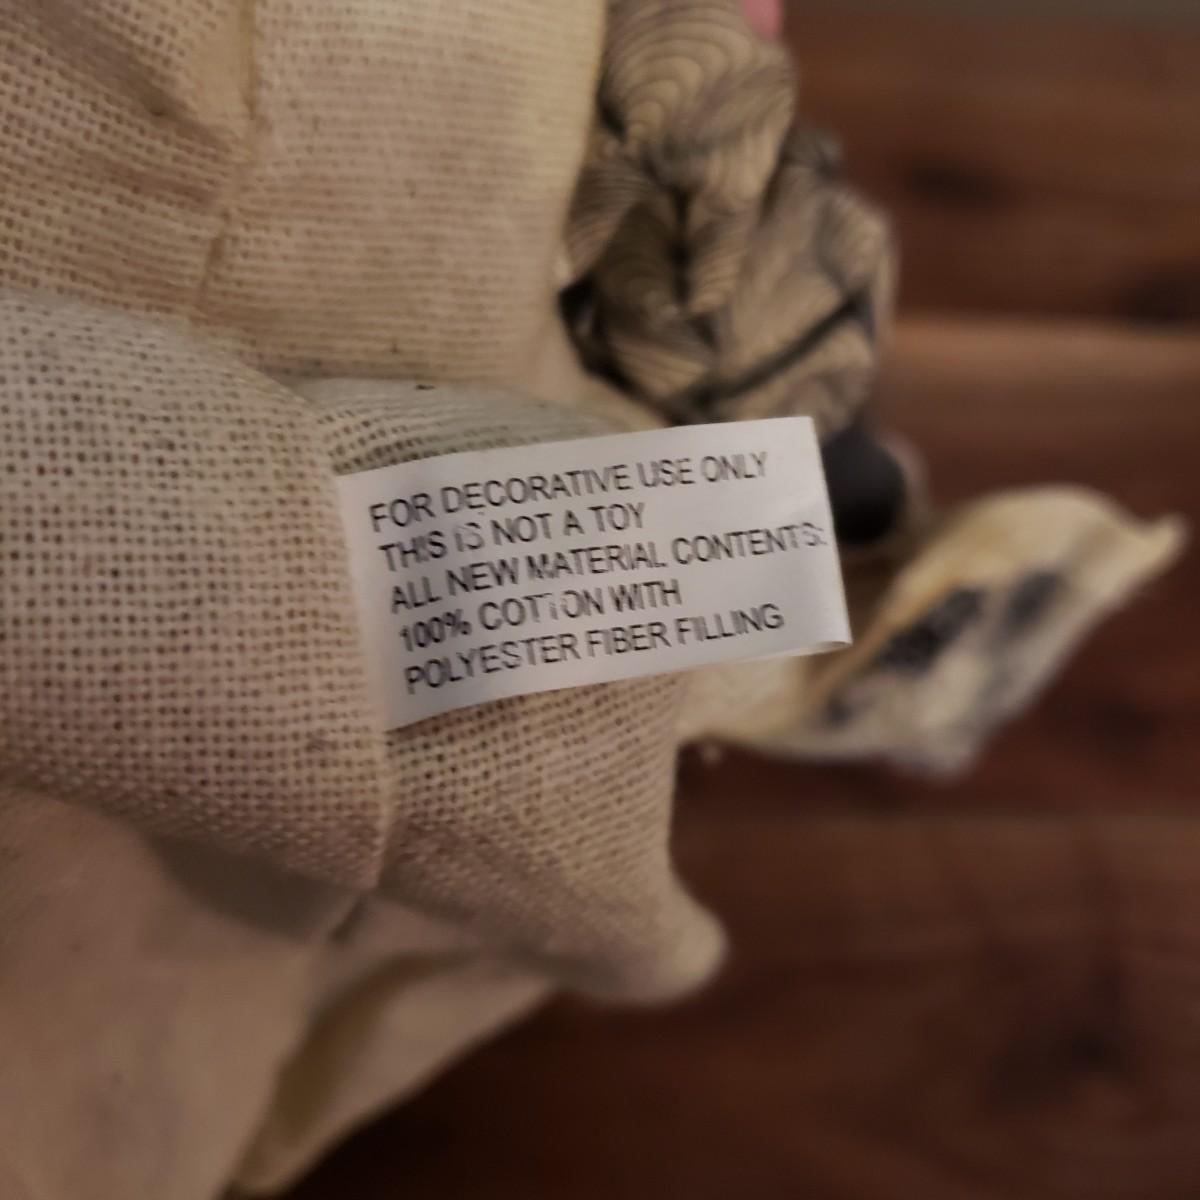 FOR DECORATIVE USE ONLY
THIS IS NOT A TOY
ALL NEW MATERIAL CONTENTS:
100% COTTON WITH
POLYESTER FIBER FILLING